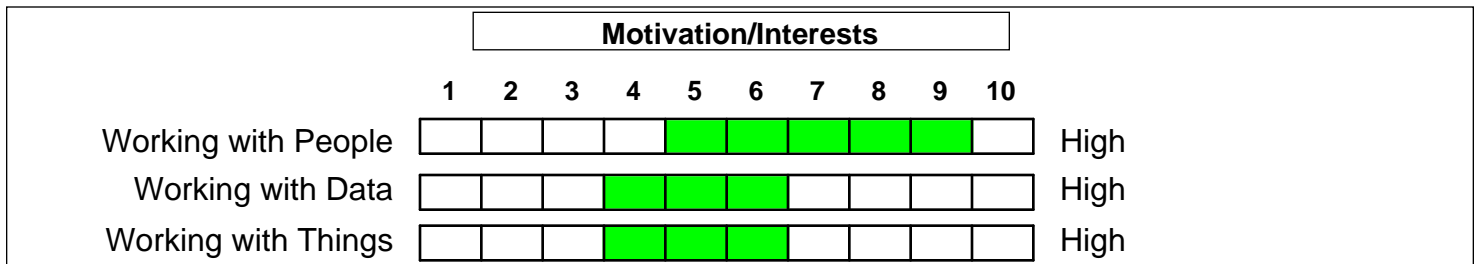 Motivation/Interests
1 2 3 4 5 6 7 8 9 10
Working with People High
Working with Data High
Working with Things High